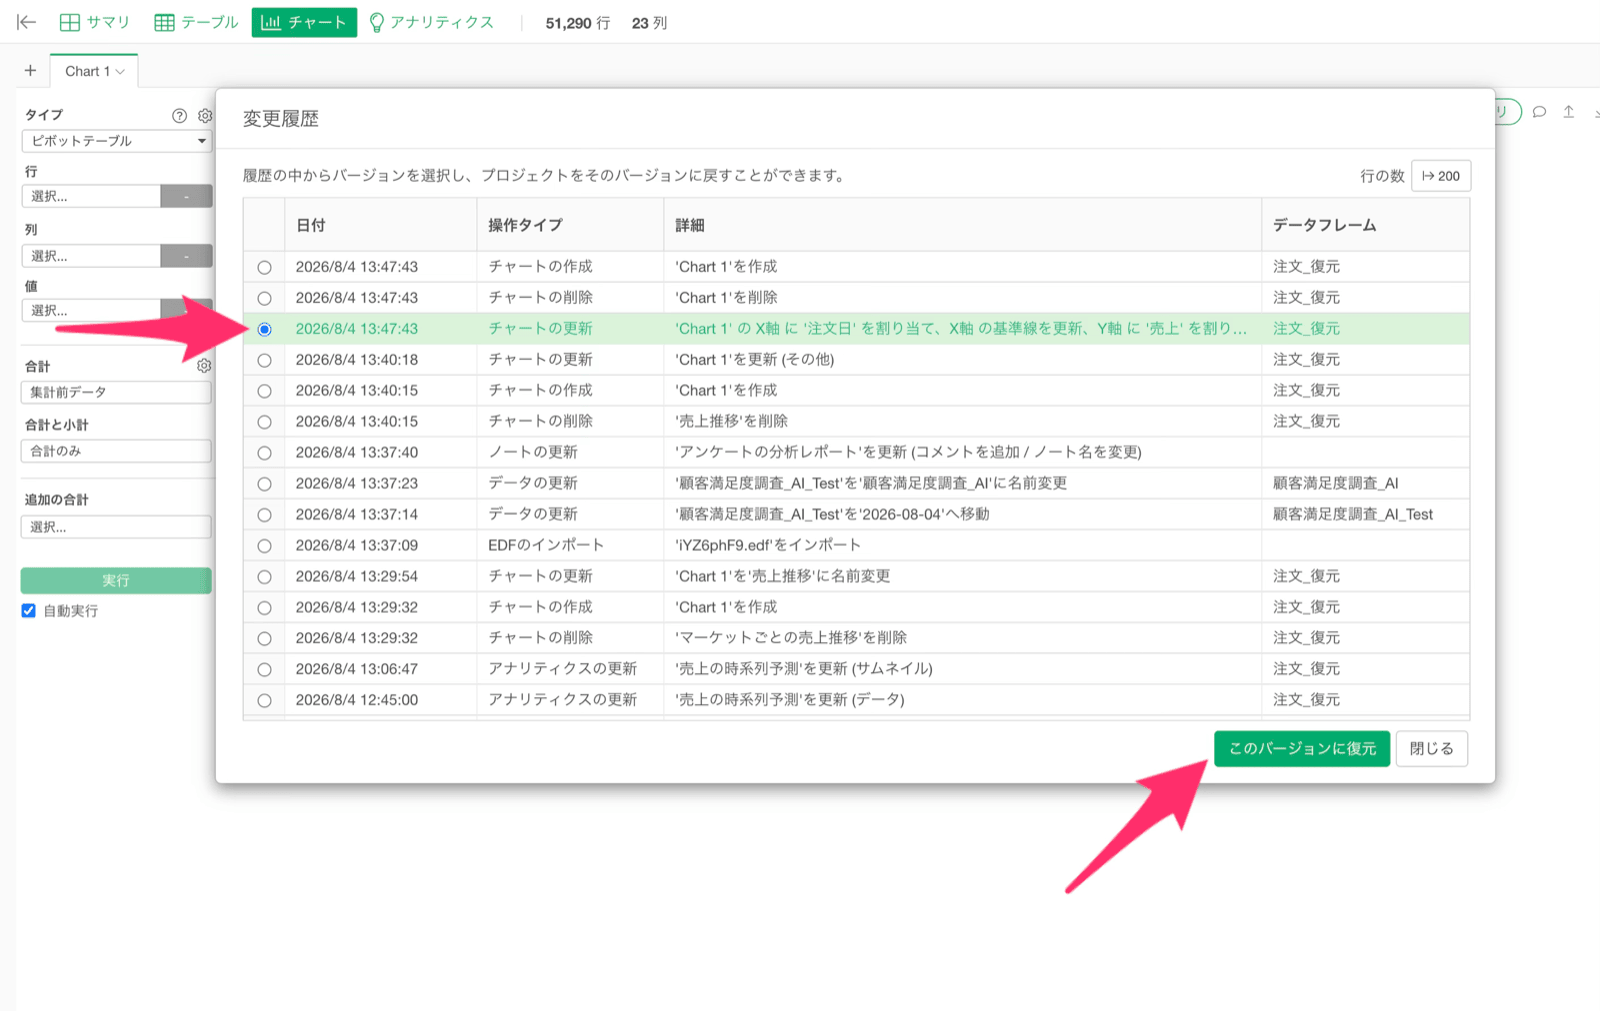 サマリ テーブル チャート アナリティクス 51,290 行 23 列
+ Chart 1
変更履歴
タイプ
ピボットテーブル
行
選択... -
列
選択... -
値
選択...
合計
集計前データ
合計と小計
合計のみ
追加の合計
選択...
実行
自動実行
履歴の中からバージョンを選択し、プロジェクトをそのバージョンに戻すことができます。 行の数 200
日付 操作タイプ 詳細 データフレーム
2026/8/4 13:47:43 チャートの作成 'Chart 1'を作成 注文_復元
2026/8/4 13:47:43 チャートの削除 'Chart 1'を削除 注文_復元
2026/8/4 13:47:43 チャートの更新 'Chart 1' の X軸 に '注文日' を割り当て、X軸 の基準線を更新、Y軸 に '売上' を割り... 注文_復元
2026/8/4 13:40:18 チャートの更新 'Chart 1'を更新 (その他) 注文_復元
2026/8/4 13:40:15 チャートの作成 'Chart 1'を作成 注文_復元
2026/8/4 13:40:15 チャートの削除 '売上推移'を削除 注文_復元
2026/8/4 13:37:40 ノートの更新 'アンケートの分析レポート'を更新 (コメントを追加 / ノート名を変更)
2026/8/4 13:37:23 データの更新 '顧客満足度調査_AI_Test'を'顧客満足度調査_AI'に名前変更 顧客満足度調査_AI
2026/8/4 13:37:14 データの更新 '顧客満足度調査_AI_Test'を'2026-08-04'へ移動 顧客満足度調査_AI_Test
2026/8/4 13:37:09 EDFのインポート 'iYZ6phF9.edf'をインポート
2026/8/4 13:29:54 チャートの更新 'Chart 1'を'売上推移'に名前変更 注文_復元
2026/8/4 13:29:32 チャートの作成 'Chart 1'を作成 注文_復元
2026/8/4 13:29:32 チャートの削除 'マーケットごとの売上推移'を削除 注文_復元
2026/8/4 13:06:47 アナリティクスの更新 '売上の時系列予測'を更新 (サムネイル) 注文_復元
2026/8/4 12:45:00 アナリティクスの更新 '売上の時系列予測'を更新 (データ) 注文_復元
このバージョンに復元 閉じる